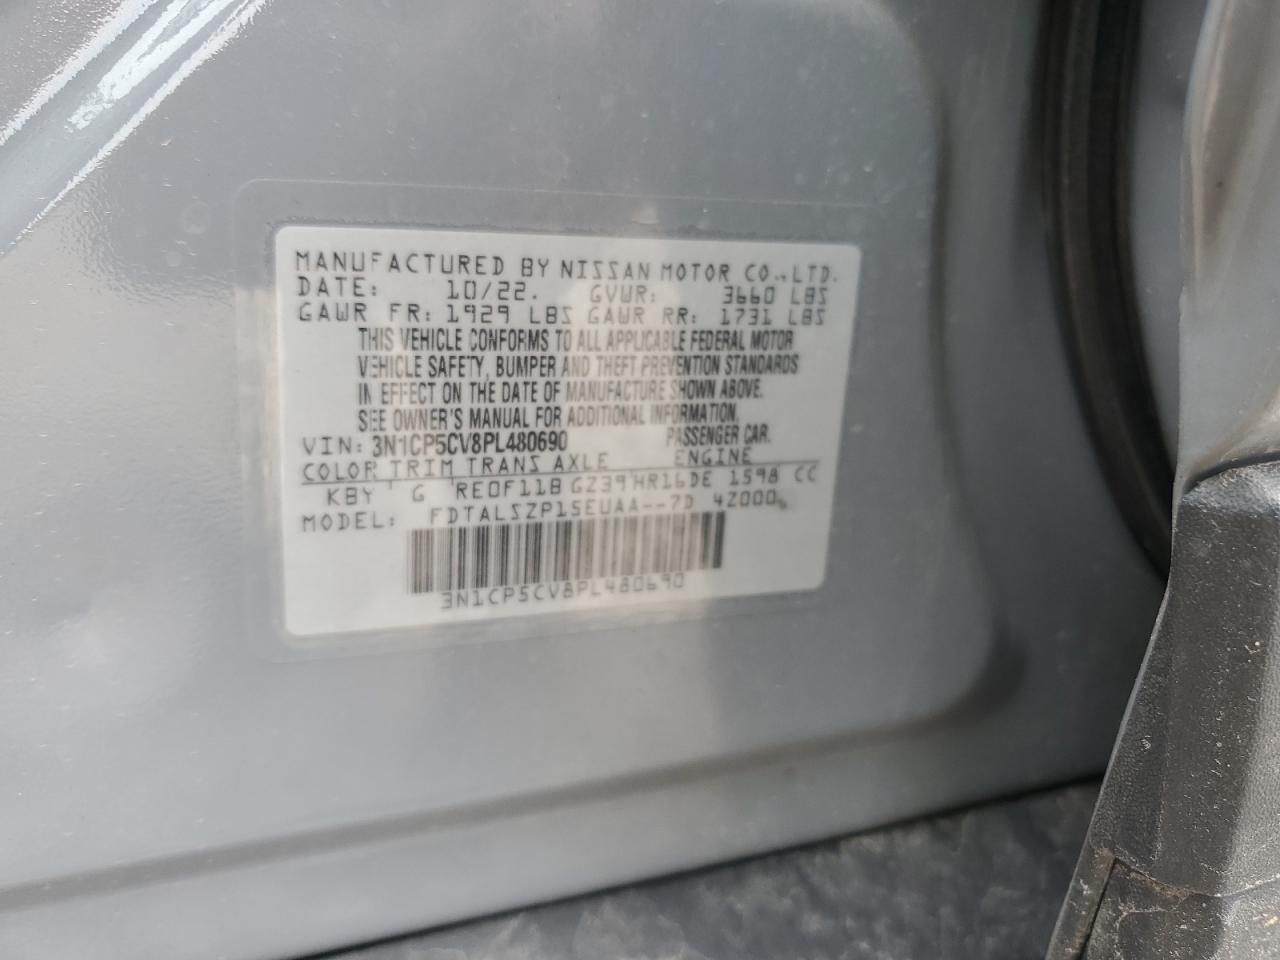 MANUFACTURED BY NISSAN MOTOR CO.,LTD.
DATE: 10/22. GVWR: 3660 LBS
GAWR FR: 1929 LBS GAWR RR: 1731 LBS
THIS VEHICLE CONFORMS TO ALL APPLICABLE FEDERAL MOTOR
VEHICLE SAFETY, BUMPER AND THEFT PREVENTION STANDARDS
IN EFFECT ON THE DATE OF MANUFACTURE SHOWN ABOVE.
SEE OWNER'S MANUAL FOR ADDITIONAL INFORMATION.
VIN: 3N1CP5CV8PL480690 PASSENGER CAR.
COLOR TRIM TRANS AXLE ENGINE
KBY G RE0F11B GZ39 HR16DE 1598 CC
MODEL: FDTALSZP15EUAA--7D 42000
3N1CP5CV8PL480690